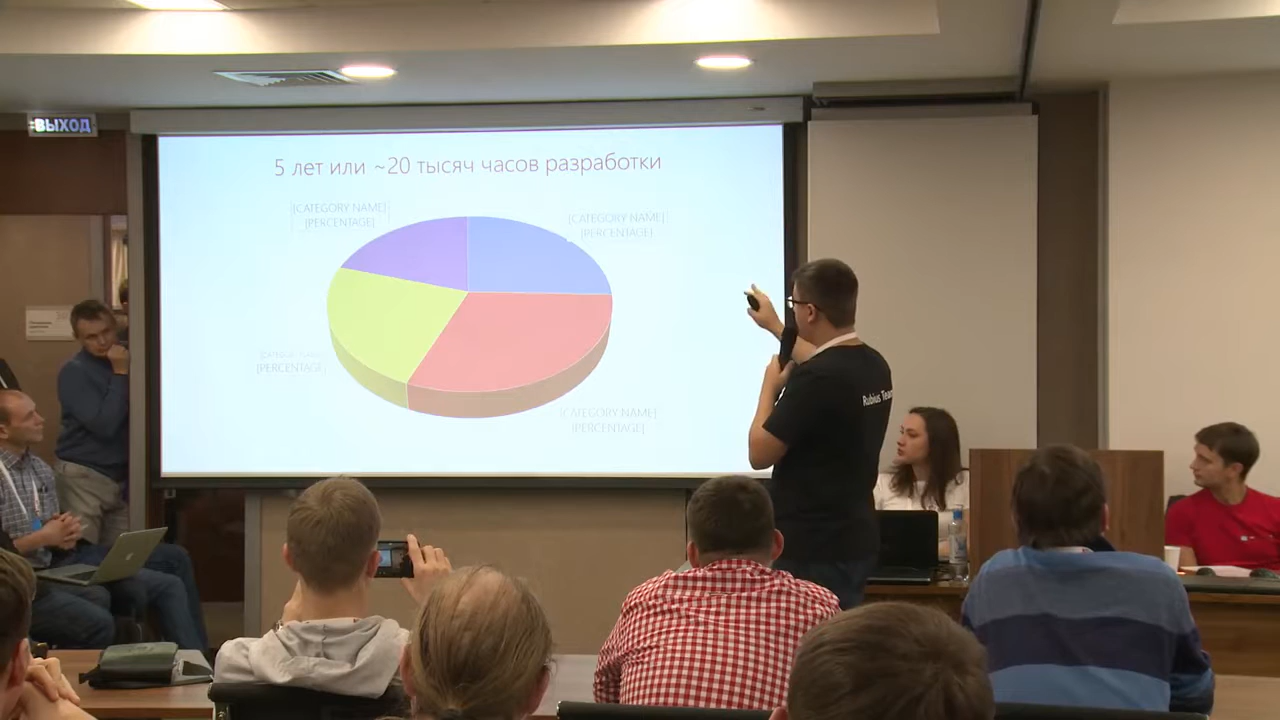 ВЫХОД
5 лет или ~20 тысяч часов разработки
[CATEGORY NAME]
[PERCENTAGE]
[CATEGORY NAME]
[PERCENTAGE]
[CATEGORY NAME]
[PERCENTAGE]
[CATEGORY NAME]
[PERCENTAGE]
Rubius Team